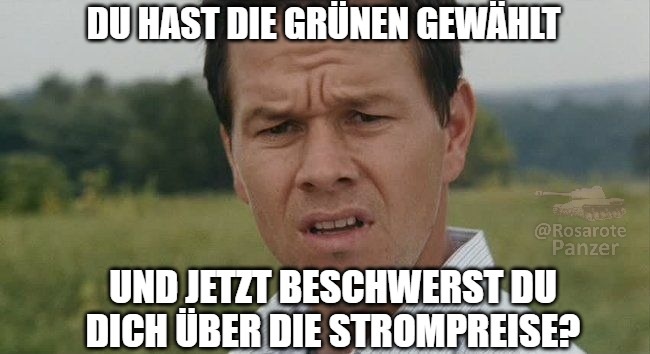 DU HAST DIE GRÜNEN GEWÄHLT
@Rosarote
Panzer
UND JETZT BESCHWERST DU
DICH ÜBER DIE STROMPREISE?